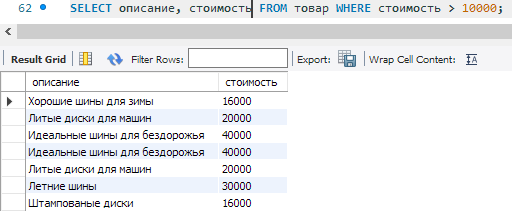 62 SELECT описание, стоимость FROM товар WHERE стоимость > 10000;
Result Grid Filter Rows: Export: Wrap Cell Content: IA
описание стоимость
Хорошие шины для зимы 16000
Литые диски для машин 20000
Идеальные шины для бездорожья 40000
Идеальные шины для бездорожья 40000
Литые диски для машин 20000
Летние шины 30000
Штампованые диски 16000